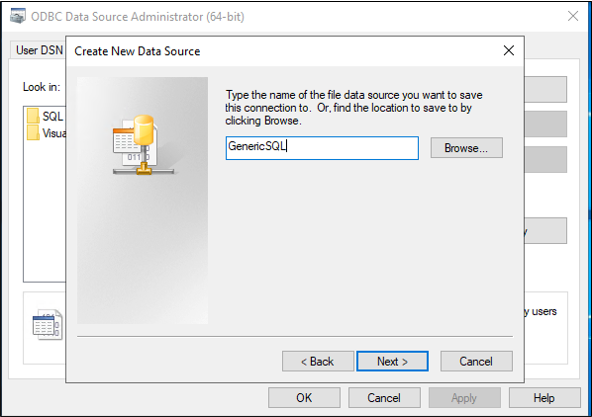 ODBC Data Source Administrator (64-bit)
User DSN
Create New Data Source
Look in:
SQL
Visua
Type the name of the file data source you want to save
this connection to. Or, find the location to save to by
clicking Browse.
GenericSQL
Browse...
01110
y users
< Back
Next >
Cancel
OK
Cancel
Apply
Help